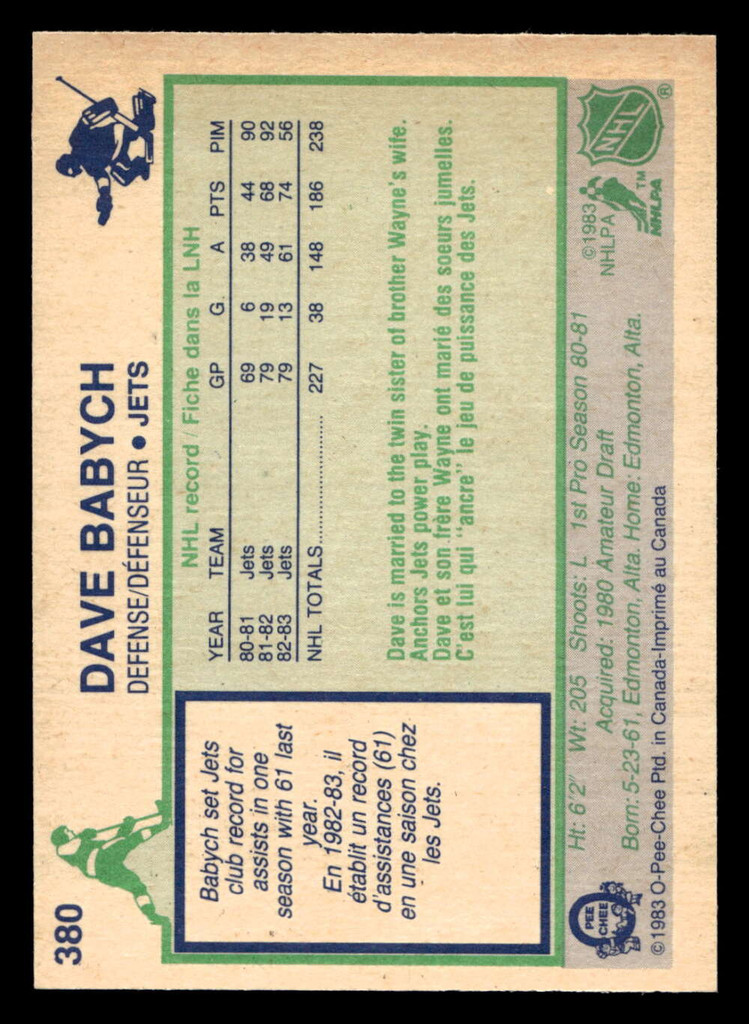 380
DAVE BABYCH
DEFENSE/DÉFENSEUR • JETS
Babych set Jets
club record for
assists in one
season with 61 last
year.
En 1982-83, il
établit un record
d'assistances (61)
en une saison chez
les Jets.
NHL record / Fiche dans la LNH
YEAR TEAM GP G. A PTS PIM
80-81 Jets 69 6 38 44 90
81-82 Jets 79 19 49 68 92
82-83 Jets 79 13 61 74 56
NHL TOTALS.................... 227 38 148 186 238
Dave is married to the twin sister of brother Wayne's wife.
Anchors Jets power play.
Dave et son frère Wayne ont marié des soeurs jumelles.
C'est lui qui "ancre" le jeu de puissance des Jets.
Ht: 6'2" Wt: 205 Shoots: L 1st Pro Season 80-81
Acquired: 1980 Amateur Draft
Born: 5-23-61, Edmonton, Alta. Home: Edmonton, Alta.
©1983
NHLPA
NHLPA™
NHL®
O
PEE
CHEE
©1983 O-Pee-Chee Ptd. in Canada-Imprimé au Canada